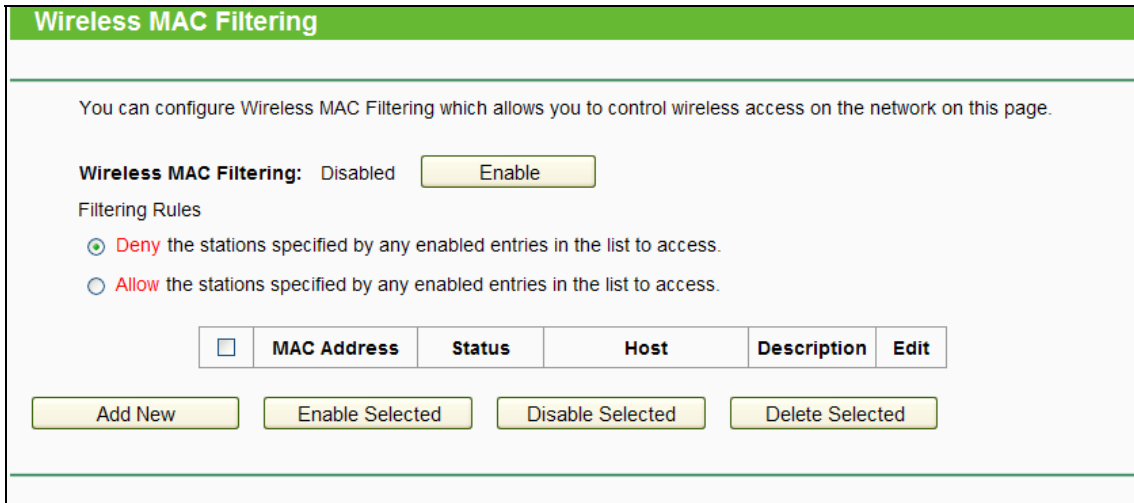 Wireless MAC Filtering
You can configure Wireless MAC Filtering which allows you to control wireless access on the network on this page.
Wireless MAC Filtering: Disabled Enable
Filtering Rules
Deny the stations specified by any enabled entries in the list to access.
Allow the stations specified by any enabled entries in the list to access.
MAC Address Status Host Description Edit
Add New Enable Selected Disable Selected Delete Selected